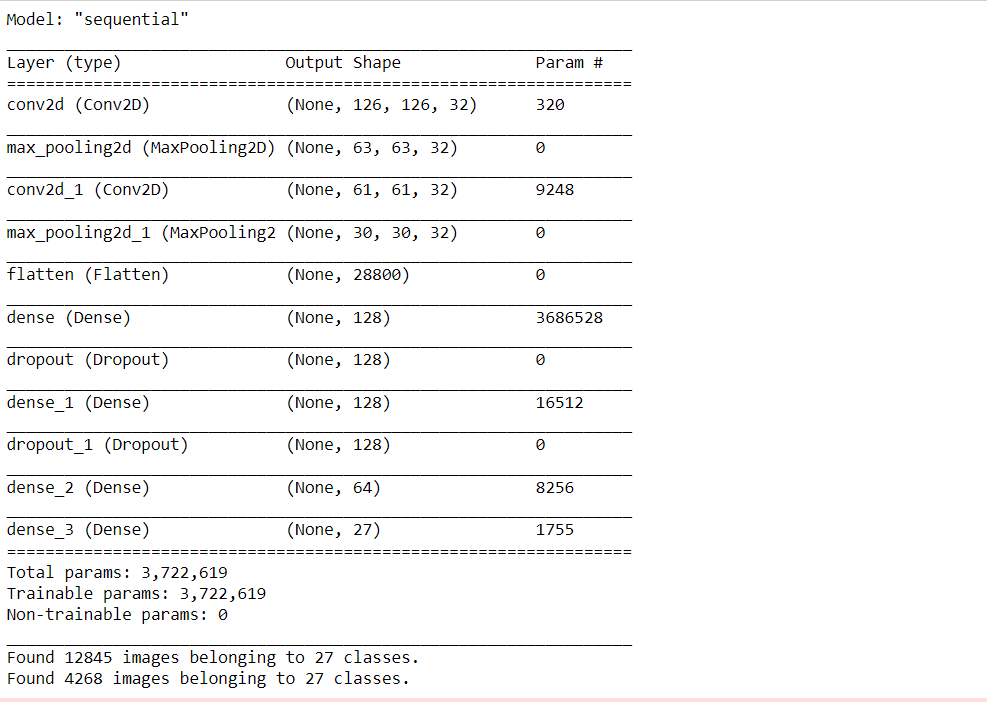 Model: "sequential"
_________________________________________________________________
Layer (type)                 Output Shape              Param #
=================================================================
conv2d (Conv2D)              (None, 126, 126, 32)      320
_________________________________________________________________
max_pooling2d (MaxPooling2D) (None, 63, 63, 32)        0
_________________________________________________________________
conv2d_1 (Conv2D)            (None, 61, 61, 32)        9248
_________________________________________________________________
max_pooling2d_1 (MaxPooling2 (None, 30, 30, 32)        0
_________________________________________________________________
flatten (Flatten)            (None, 28800)             0
_________________________________________________________________
dense (Dense)                (None, 128)               3686528
_________________________________________________________________
dropout (Dropout)            (None, 128)               0
_________________________________________________________________
dense_1 (Dense)              (None, 128)               16512
_________________________________________________________________
dropout_1 (Dropout)          (None, 128)               0
_________________________________________________________________
dense_2 (Dense)              (None, 64)                8256
_________________________________________________________________
dense_3 (Dense)              (None, 27)                1755
=================================================================
Total params: 3,722,619
Trainable params: 3,722,619
Non-trainable params: 0
_________________________________________________________________
Found 12845 images belonging to 27 classes.
Found 4268 images belonging to 27 classes.